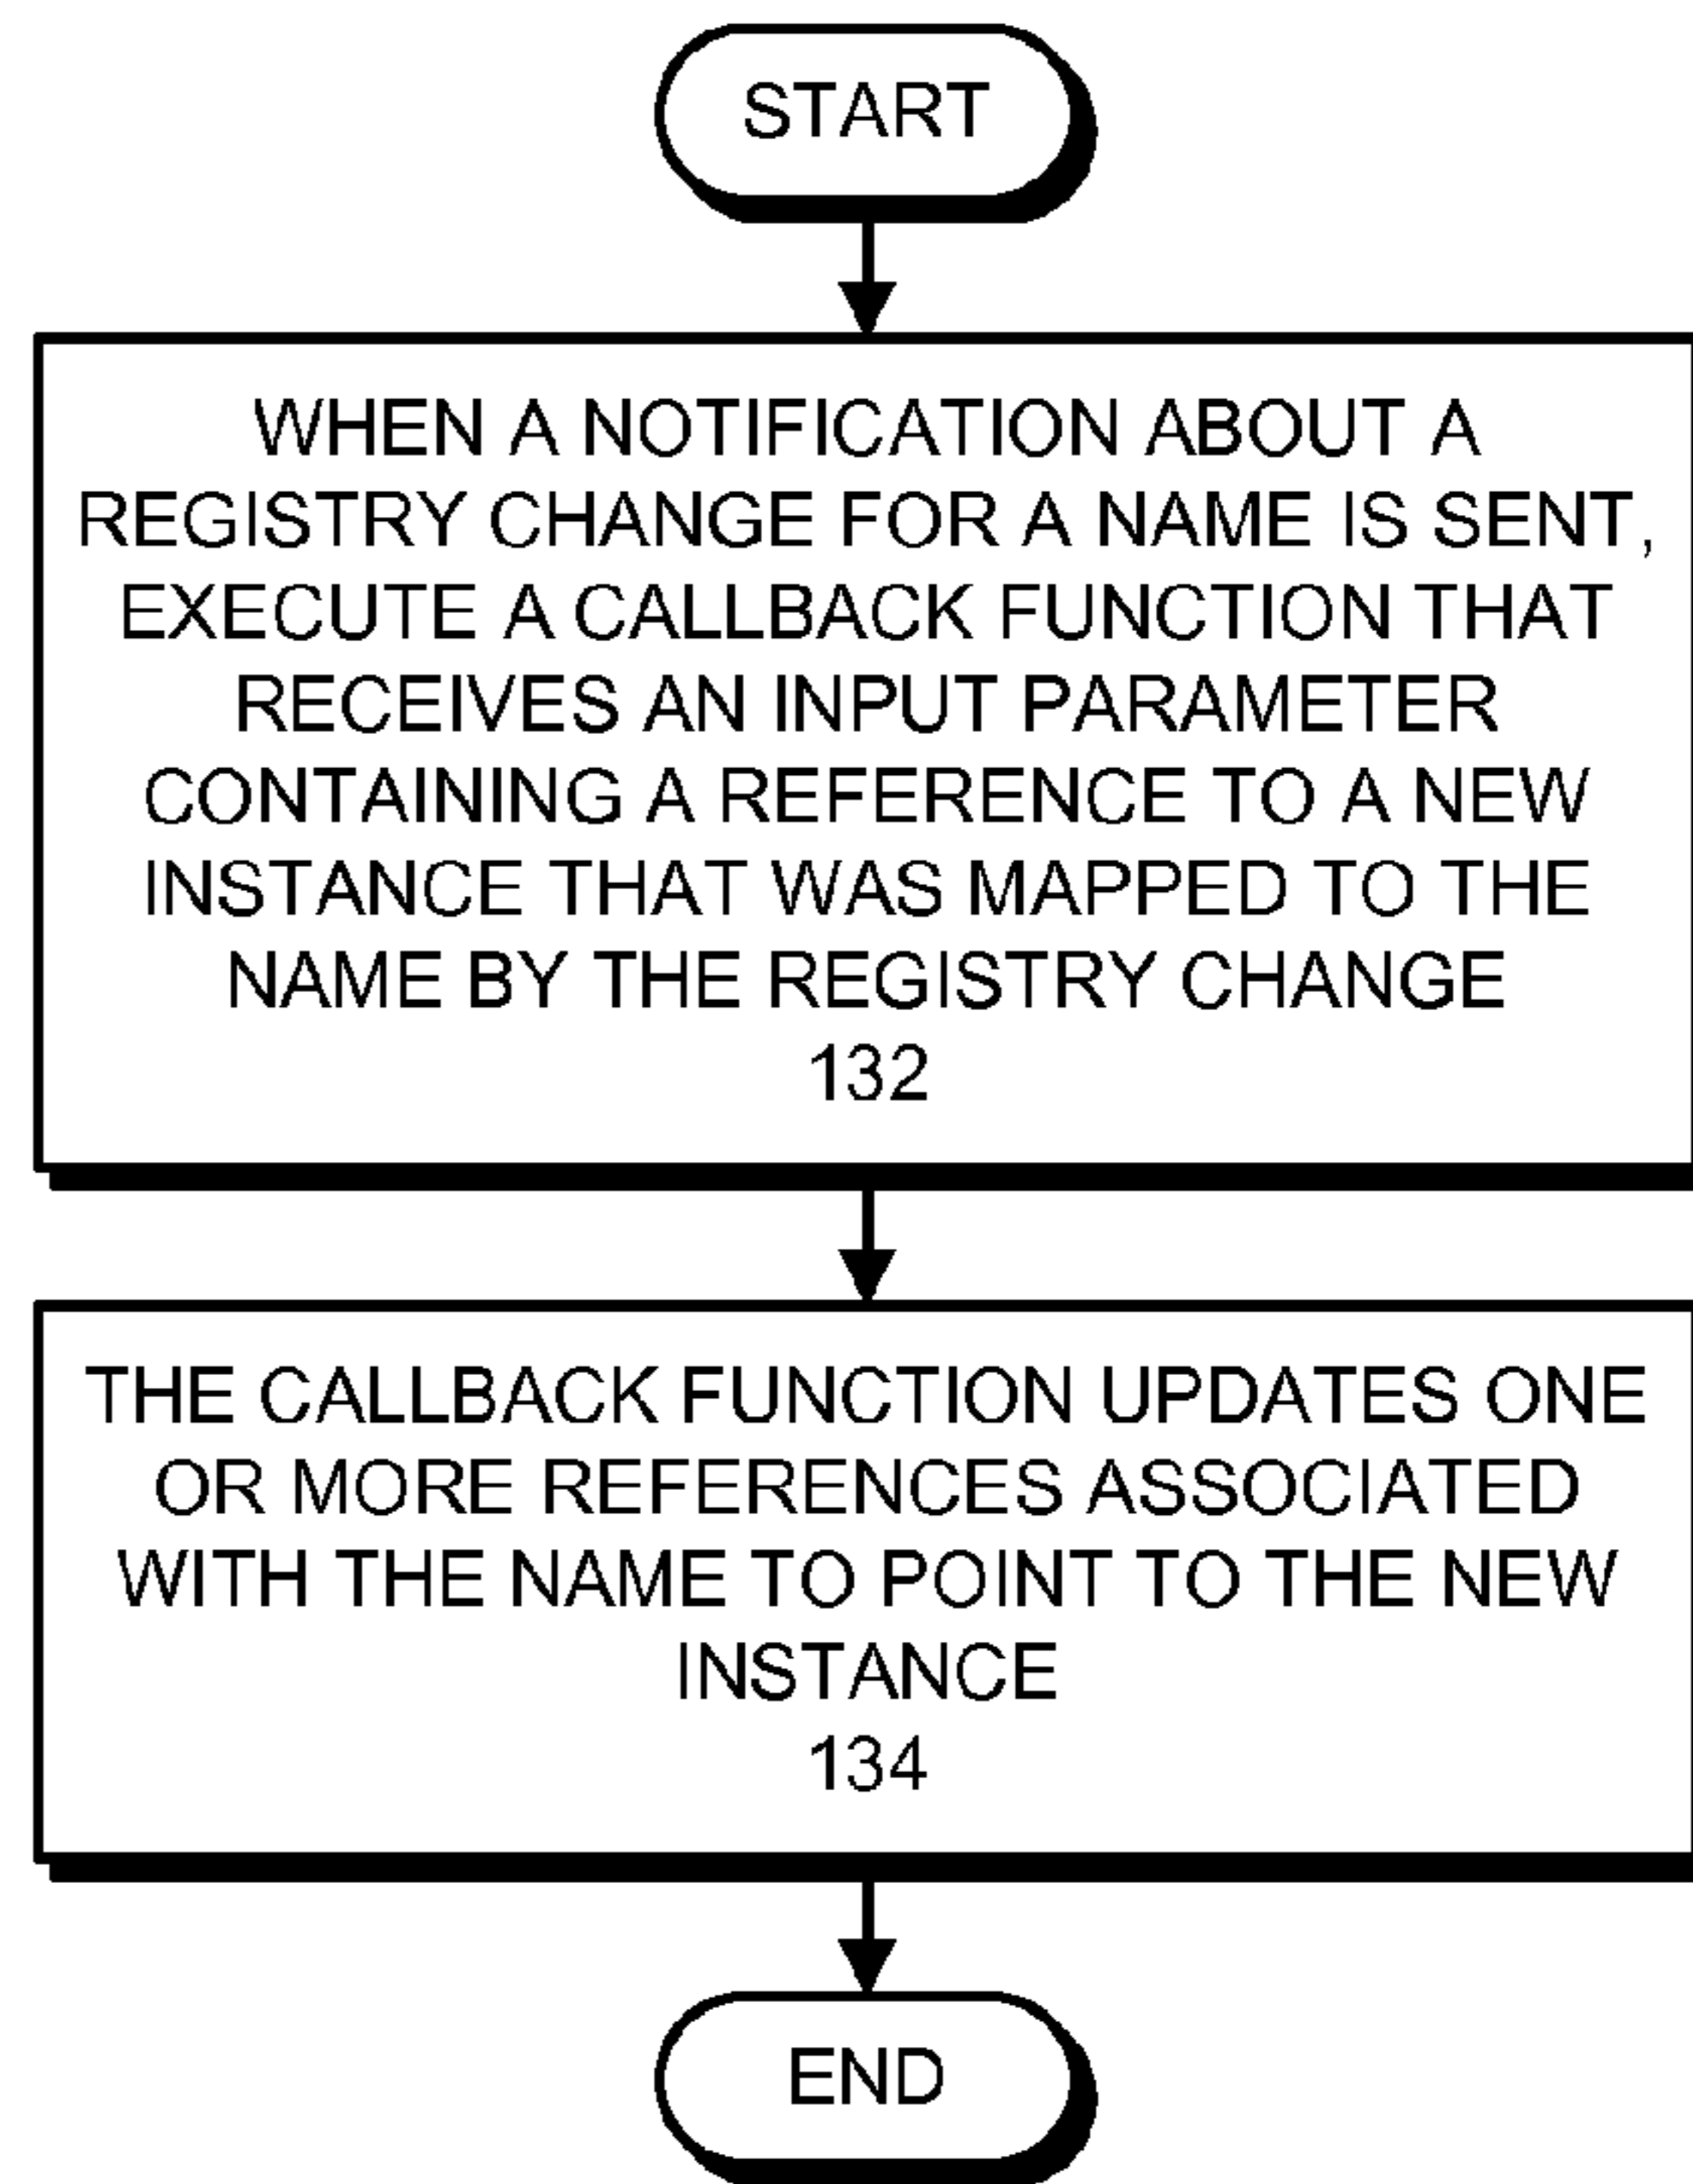 START
WHEN A NOTIFICATION ABOUT A
REGISTRY CHANGE FOR A NAME IS SENT,
EXECUTE A CALLBACK FUNCTION THAT
RECEIVES AN INPUT PARAMETER
CONTAINING A REFERENCE TO A NEW
INSTANCE THAT WAS MAPPED TO THE
NAME BY THE REGISTRY CHANGE
132
THE CALLBACK FUNCTION UPDATES ONE
OR MORE REFERENCES ASSOCIATED
WITH THE NAME TO POINT TO THE NEW
INSTANCE
134
END